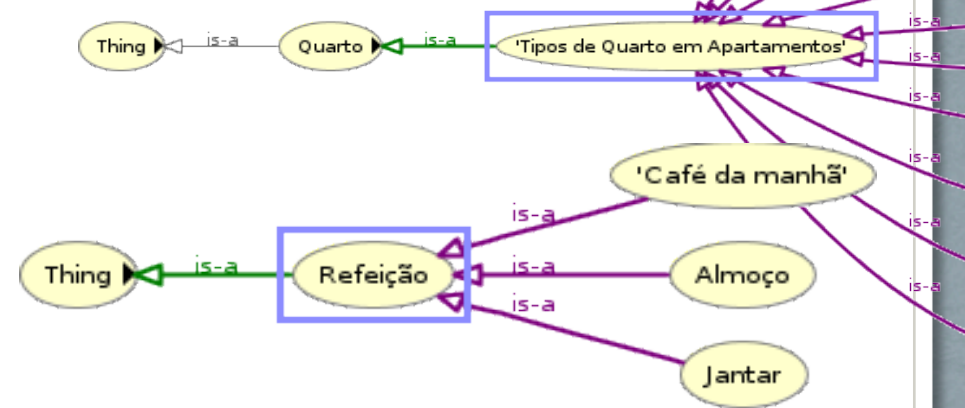 Thing
is-a
Quarto
is-a
'Tipos de Quarto em Apartamentos'
is-a
is-a
is-a
is-a
is-a
is-a
'Café da manhã'
is-a
Thing
is-a
Refeição
is-a
Almoço
is-a
Jantar